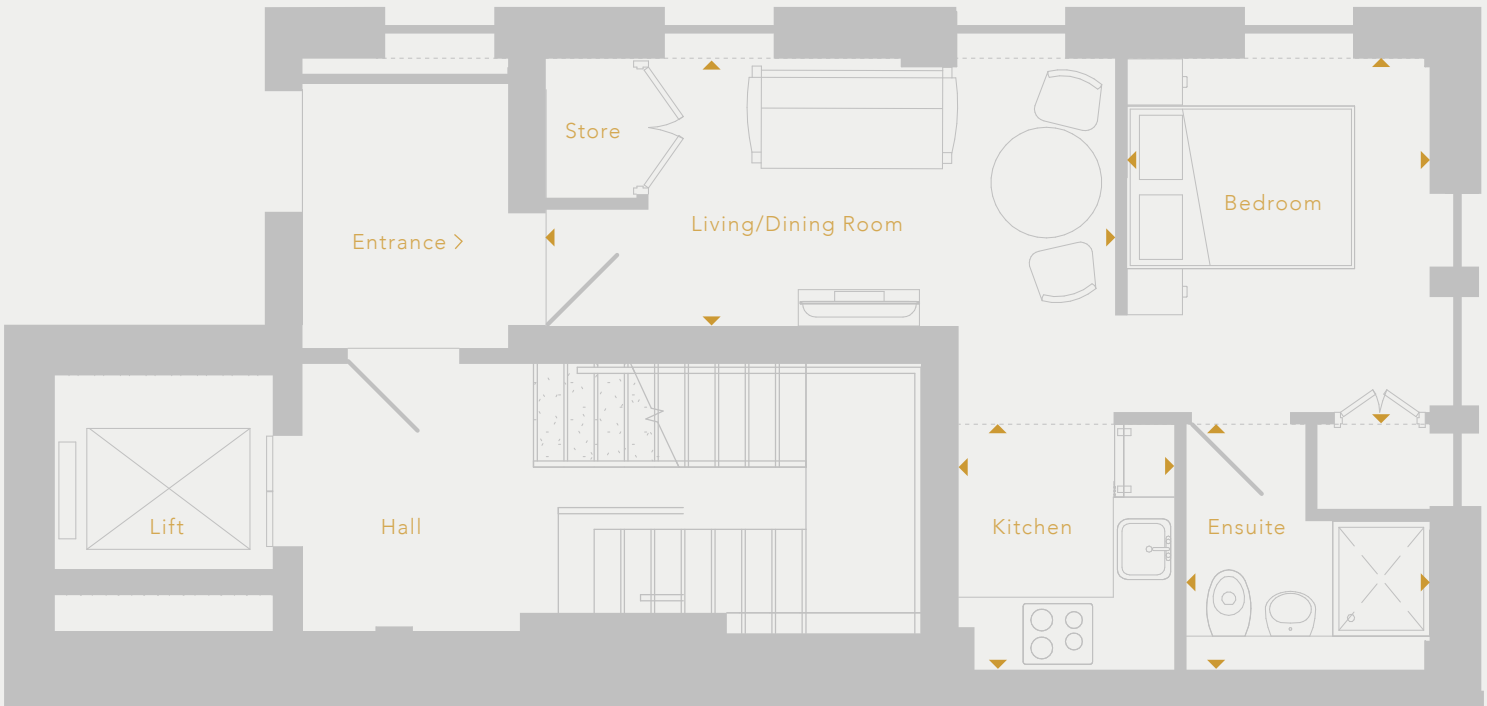 Store
Bedroom
Living/Dining Room
Entrance >
Lift
Hall
Kitchen
Ensuite